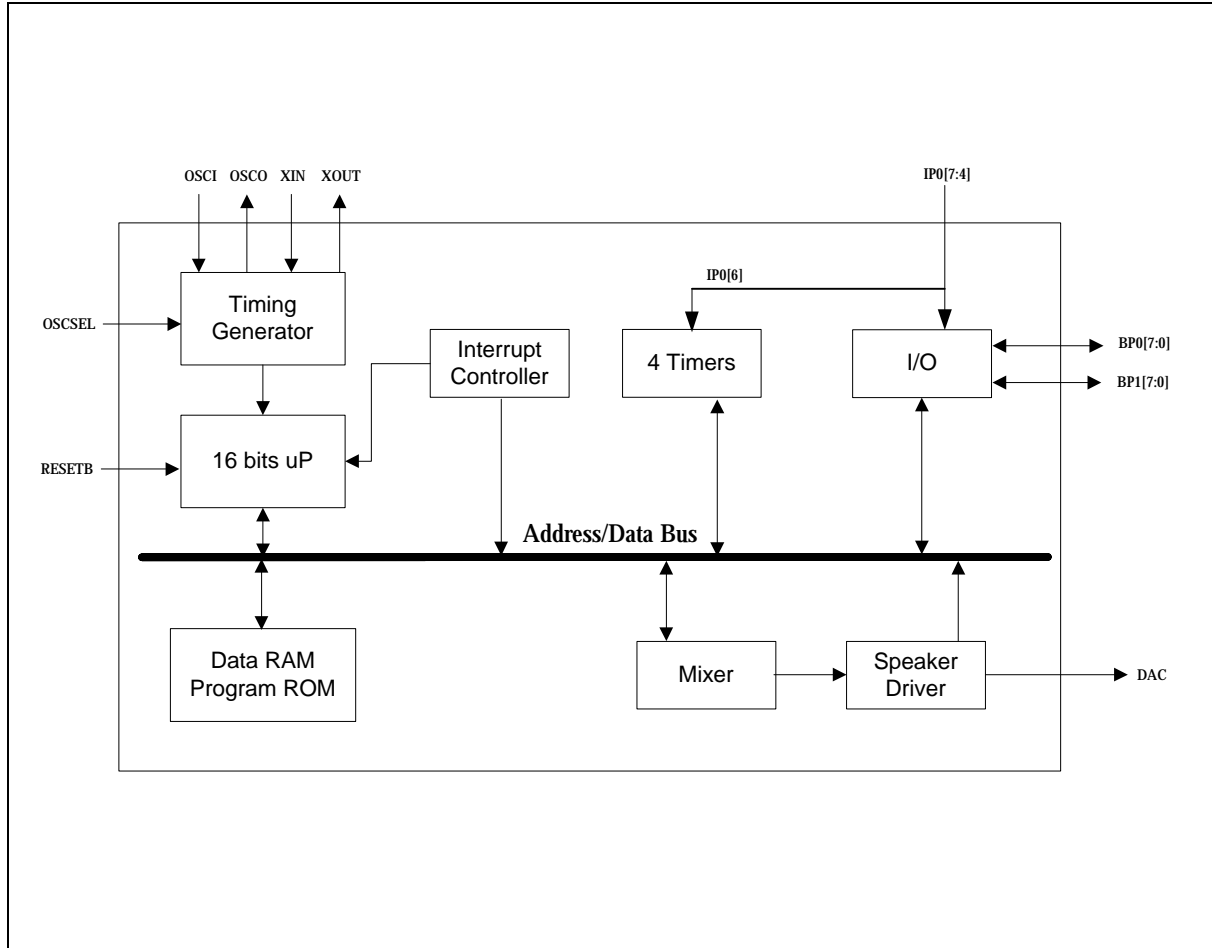 OSCI OSCO XIN XOUT
IP0[7:4]
IP0[6]
OSCSEL
Timing
Generator
Interrupt
Controller
4 Timers
I/O
BP0[7:0]
BP1[7:0]
RESETB
16 bits uP
Address/Data Bus
Data RAM
Program ROM
Mixer
Speaker
Driver
DAC